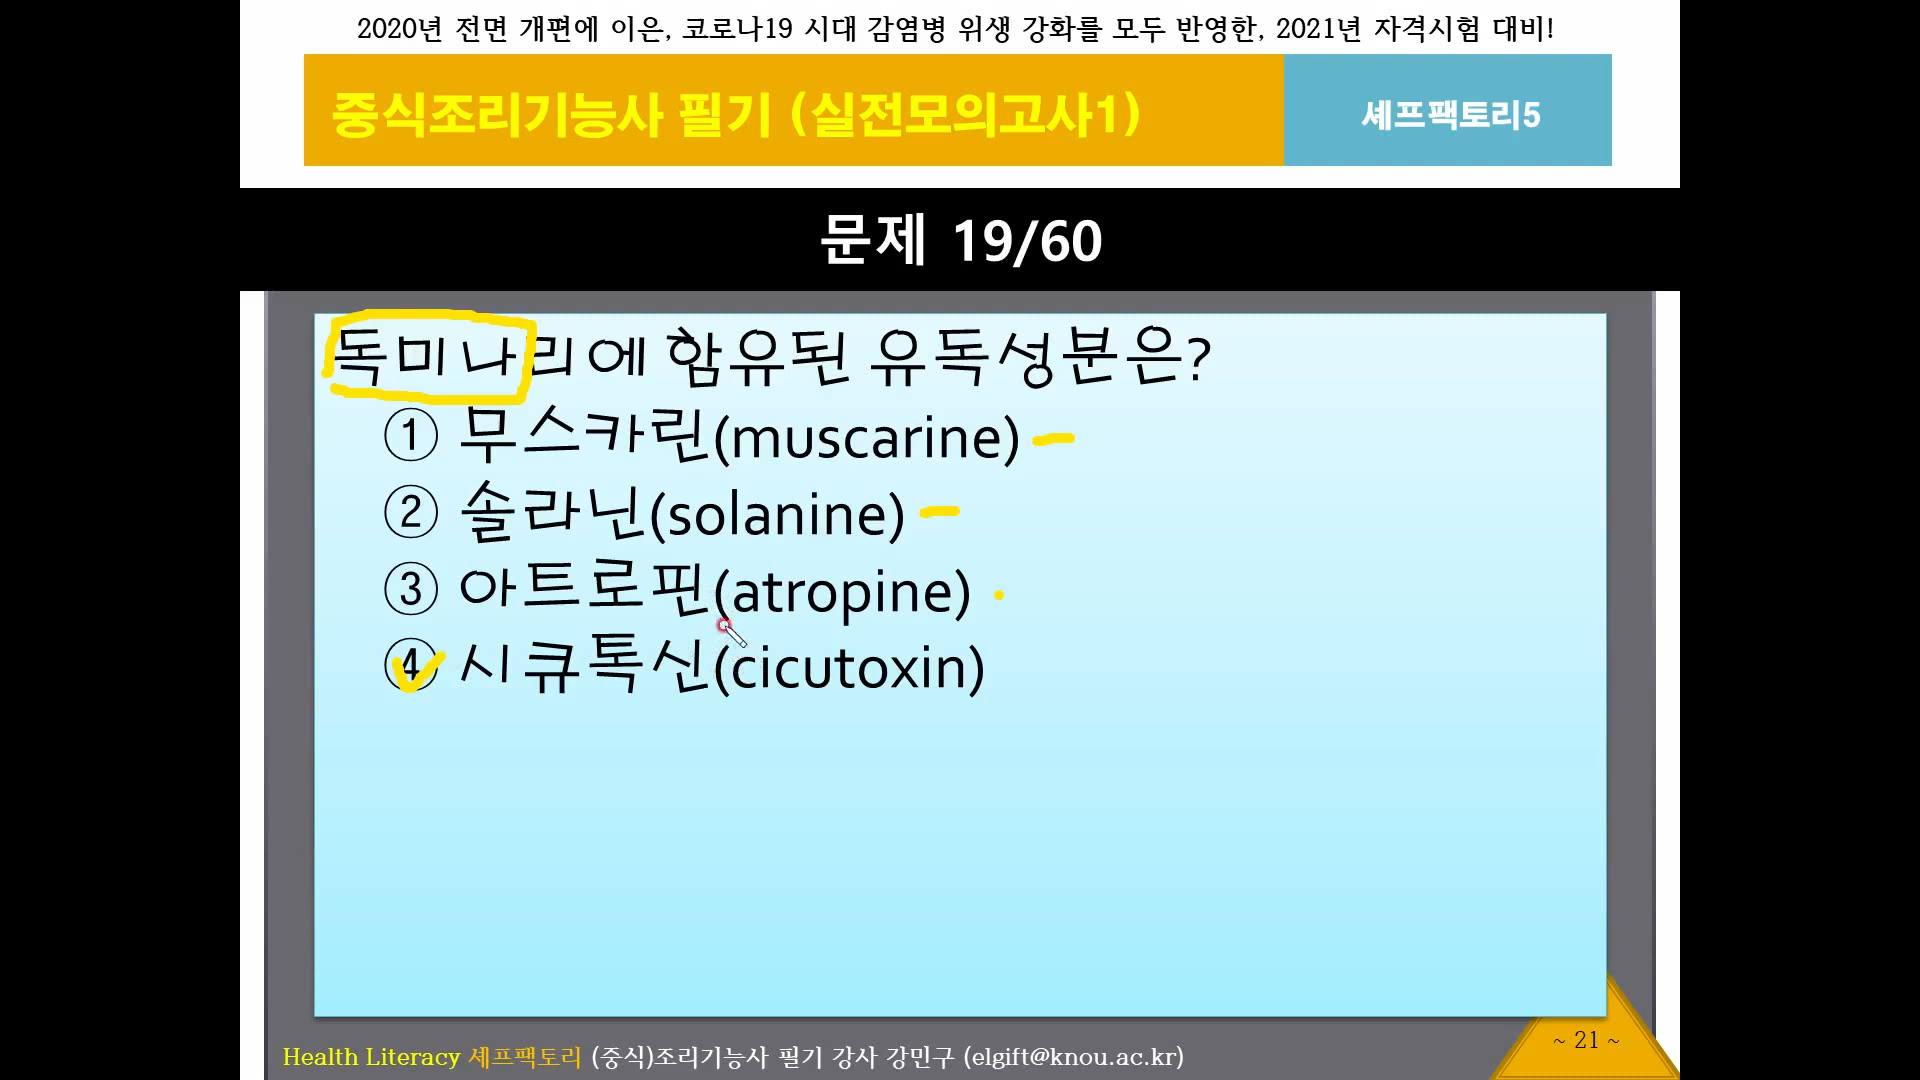 2020년 전면 개편에 이은, 코로나19 시대 감염병 위생 강화를 모두 반영한, 2021년 자격시험 대비!
중식조리기능사 필기 (실전모의고사1)
셰프팩토리5
문제 19/60
독미나리에 함유된 유독성분은?
① 무스카린(muscarine)
② 솔라닌(solanine)
③ 아트로핀(atropine)
④ 시큐톡신(cicutoxin)
~ 21 ~
Health Literacy 셰프팩토리 (중식)조리기능사 필기 강사 강민구 (elgift@knou.ac.kr)